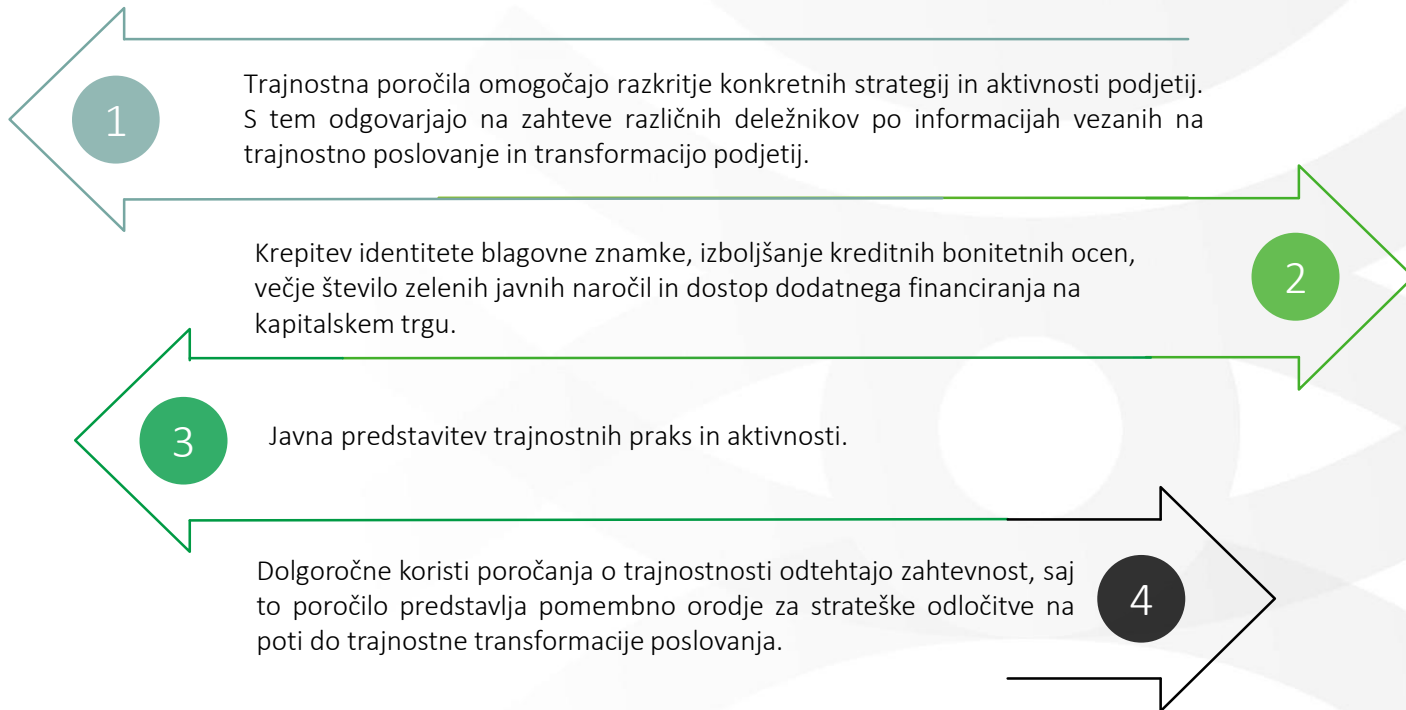 1
Trajnostna poročila omogočajo razkritje konkretnih strategij in aktivnosti podjetij.
S tem odgovarjajo na zahteve različnih deležnikov po informacijah vezanih na
trajnostno poslovanje in transformacijo podjetij.
Krepitev identitete blagovne znamke, izboljšanje kreditnih bonitetnih ocen,
večje število zelenih javnih naročil in dostop dodatnega financiranja na
kapitalskem trgu.
2
3
Javna predstavitev trajnostnih praks in aktivnosti.
Dolgoročne koristi poročanja o trajnostnosti odtehtajo zahtevnost, saj
to poročilo predstavlja pomembno orodje za strateške odločitve na
poti do trajnostne transformacije poslovanja.
4